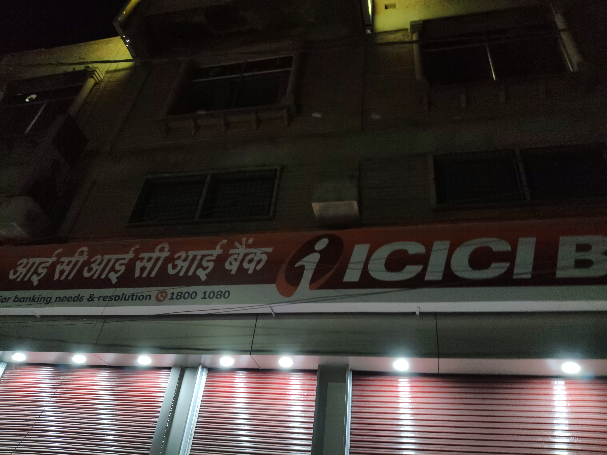 आई सी आई सी आई बैंक i ICICI B
For banking needs & resolution 1800 1080